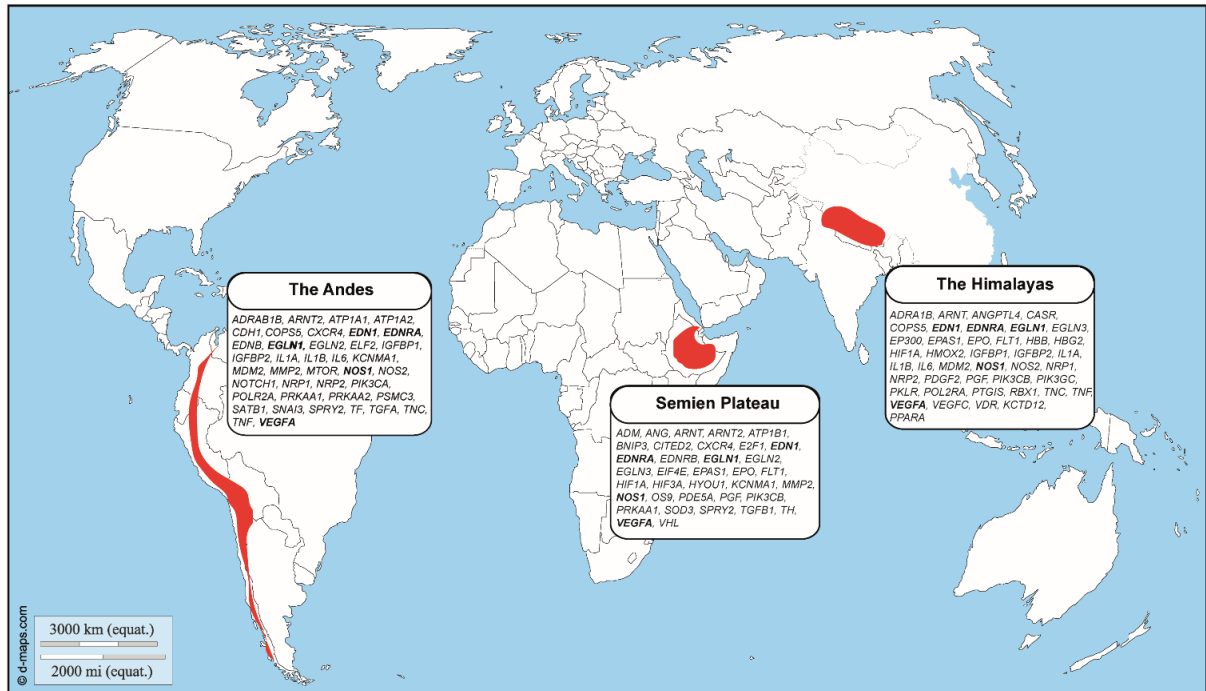 The Andes
ADRAB1B, ARNT2, ATP1A1, ATP1A2,
CDH1, COPS5, CXCR4, EDN1, EDNRA,
EDNB, EGLN1, EGLN2, ELF2, IGFBP1,
IGFBP2, IL1A, IL1B, IL6, KCNMA1,
MDM2, MMP2, MTOR, NOS1, NOS2,
NOTCH1, NRP1, NRP2, PIK3CA,
POLR2A, PRKAA1, PRKAA2, PSMC3,
SATB1, SNAI3, SPRY2, TF, TGFA, TNC,
TNF, VEGFA
Semien Plateau
ADM, ANG, ARNT, ARNT2, ATP1B1,
BNIP3, CITED2, CXCR4, E2F1, EDN1,
EDNRA, EDNRB, EGLN1, EGLN2,
EGLN3, EIF4E, EPAS1, EPO, FLT1,
HIF1A, HIF3A, HYOU1, KCNMA1, MMP2,
NOS1, OS9, PDE5A, PGF, PIK3CB,
PRKAA1, SOD3, SPRY2, TGFB1, TH,
VEGFA, VHL
The Himalayas
ADRA1B, ARNT, ANGPTL4, CASR,
COPS5, EDN1, EDNRA, EGLN1, EGLN3,
EP300, EPAS1, EPO, FLT1, HBB, HBG2,
HIF1A, HMOX2, IGFBP1, IGFBP2, IL1A,
IL1B, IL6, MDM2, NOS1, NOS2, NRP1,
NRP2, PDGF2, PGF, PIK3CB, PIK3GC,
PKLR, POL2RA, PTGIS, RBX1, TNC, TNF,
VEGFA, VEGFC, VDR, KCTD12,
PPARA
© d-maps.com
3000 km (equat.)
2000 mi (equat.)